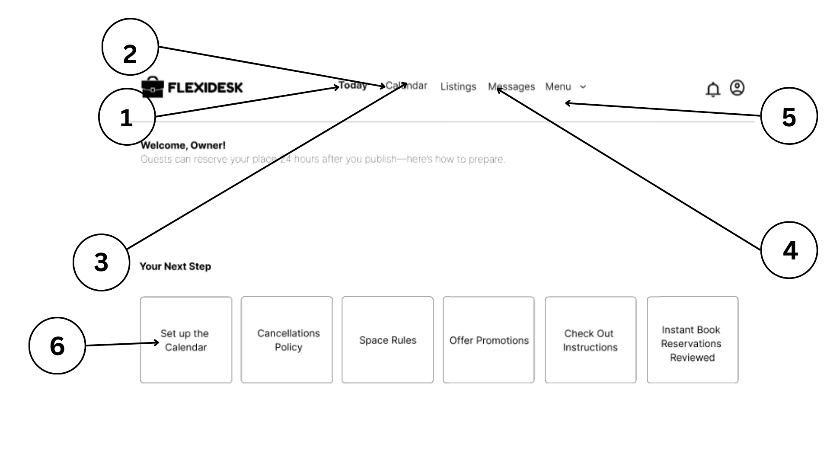 2
FLEXIDESK
Today Calendar Listings Messages Menu
1
5
Welcome, Owner!
Guests can reserve your place 24 hours after you publish—here's how to prepare.
3
4
Your Next Step
6
Set up the
Calendar
Cancellations
Policy
Space Rules
Offer Promotions
Check Out
Instructions
Instant Book
Reservations
Reviewed